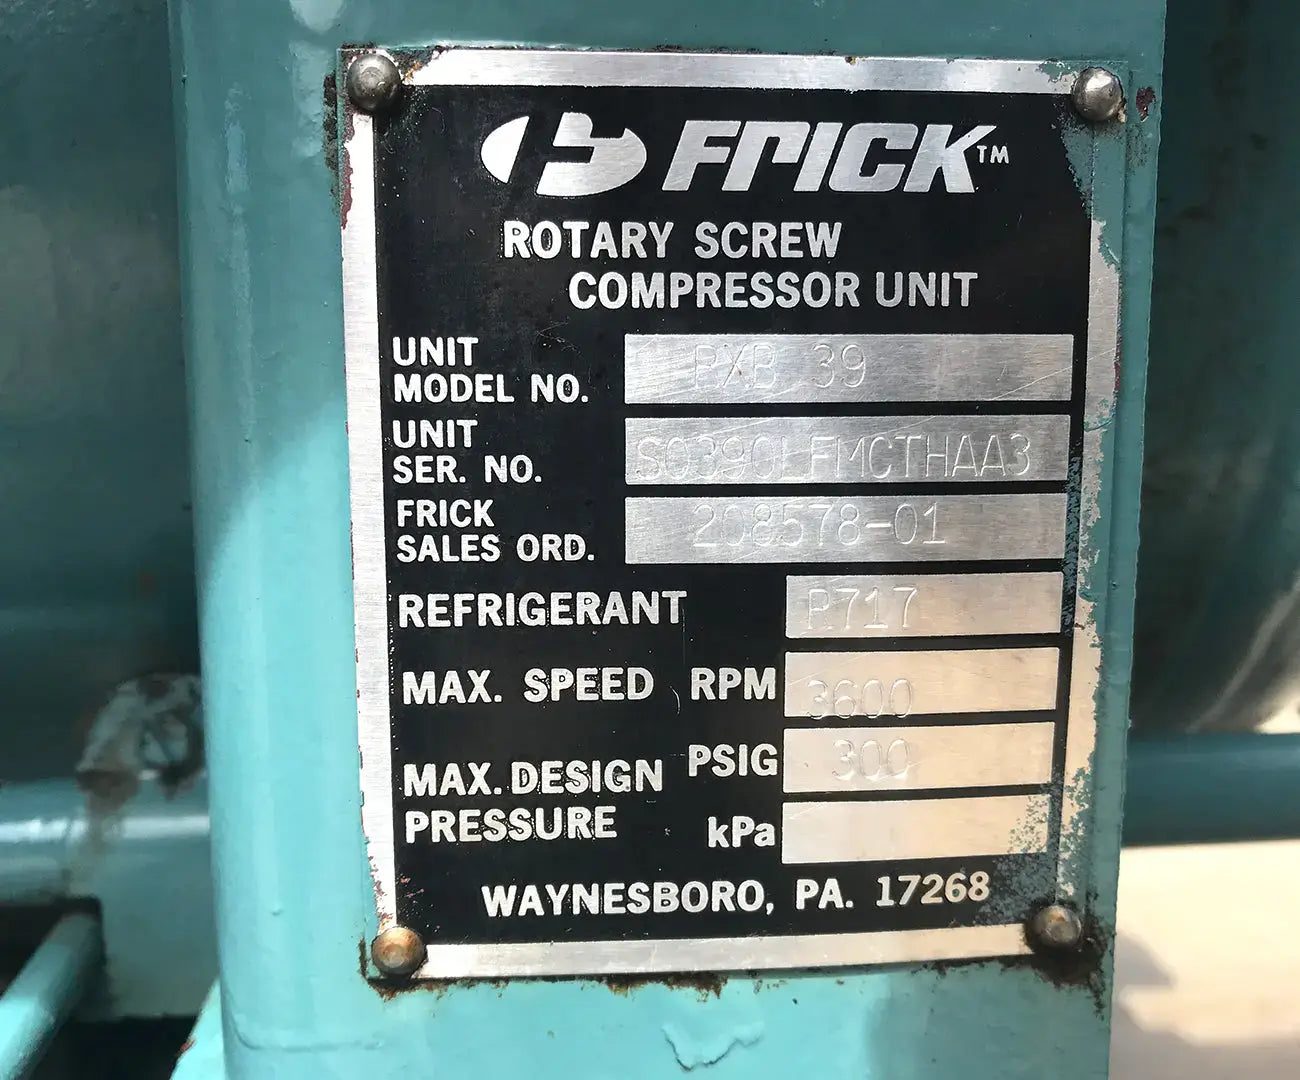 FRICK™
ROTARY SCREW
COMPRESSOR UNIT
UNIT
MODEL NO. RXB 39
UNIT
SER. NO. S0390LFMCTHAA3
FRICK
SALES ORD. 208578-01
REFRIGERANT R717
MAX. SPEED RPM 3600
MAX. DESIGN PRESSURE PSIG 300
kPa
WAYNESBORO, PA. 17268